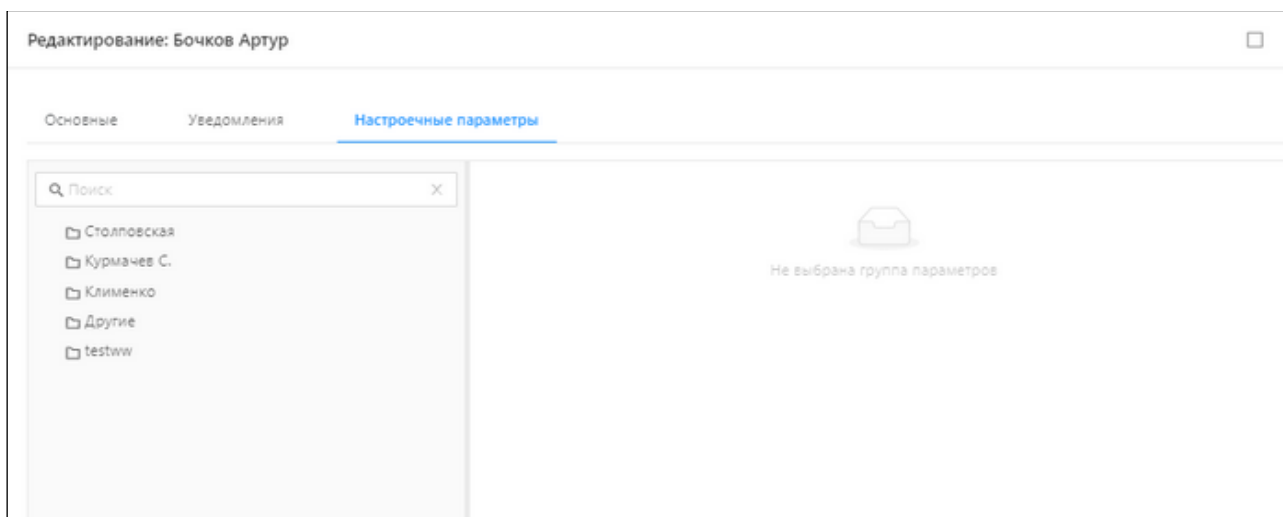 Редактирование: Бочков Артур
Основные Уведомления Настроечные параметры
Поиск
Столповская
Курмачев С.
Клименко
Другие
testww
Не выбрана группа параметров